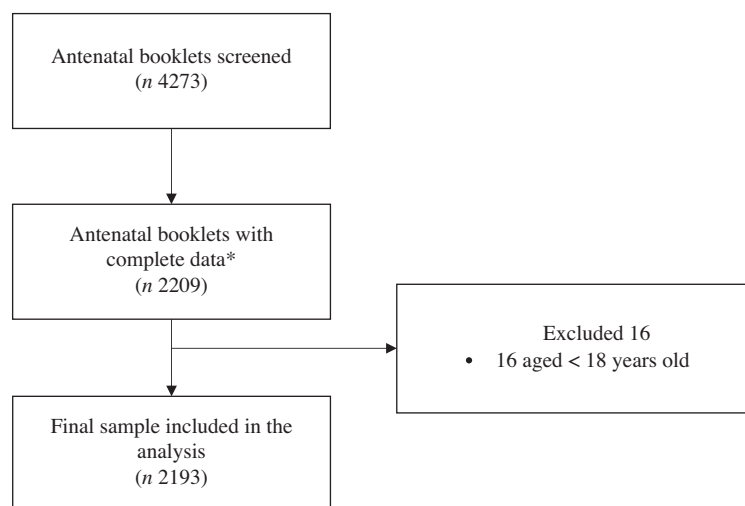 Antenatal booklets screened
(n 4273)
Antenatal booklets with
complete data*
(n 2209)
Excluded 16
• 16 aged < 18 years old
Final sample included in the
analysis
(n 2193)